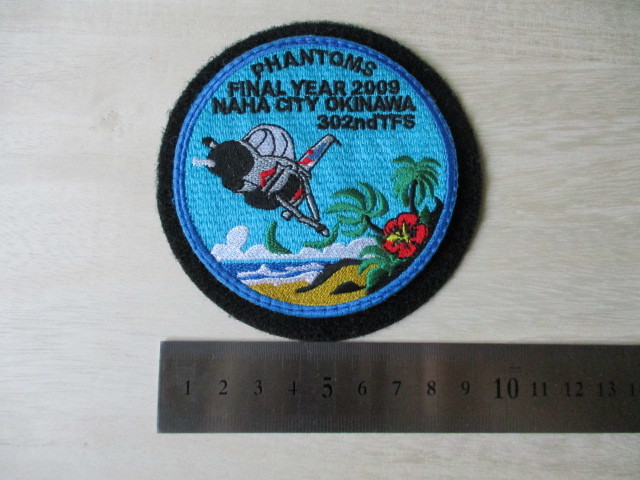 PHANTOMS
FINAL YEAR 2009
NAHA CITY OKINAWA
302ndTFS
1 2 3 4 5 6 7 8 9 10 11 12 13